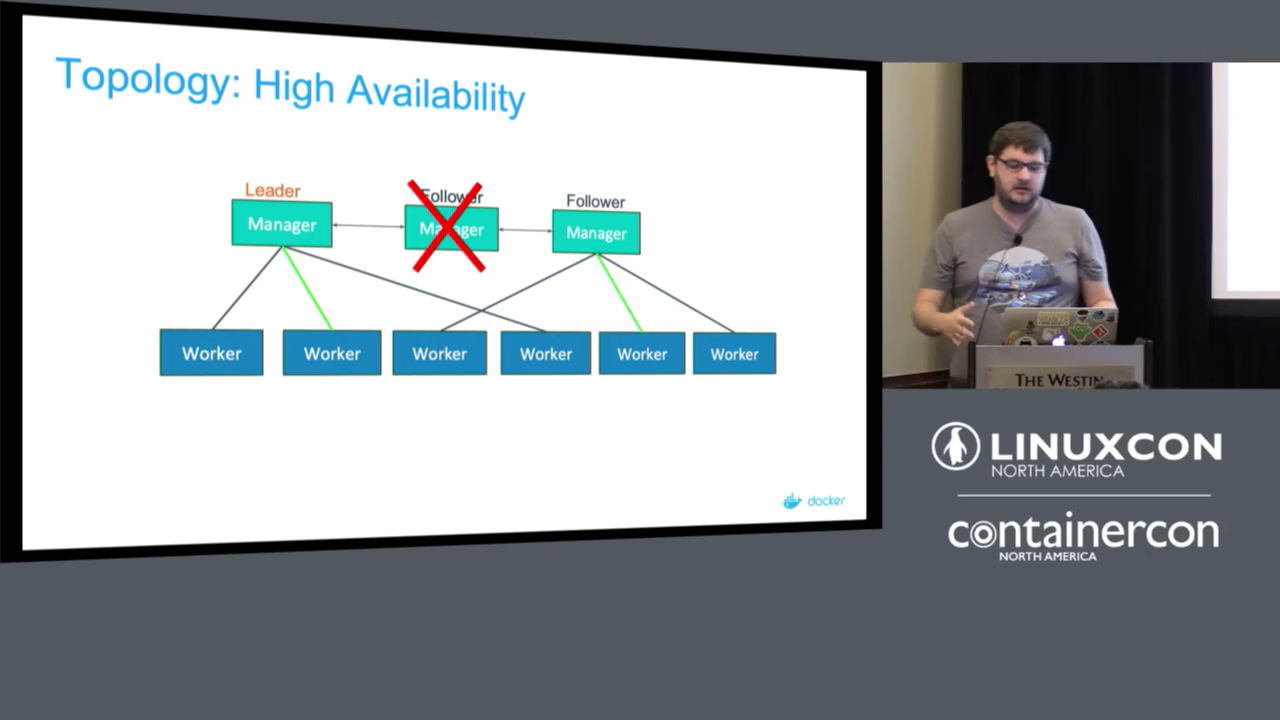 Topology: High Availability
Leader
Follower
Follower
Manager
Manager
Manager
Worker
Worker
Worker
Worker
Worker
Worker
docker
THE WESTIN
LINUXCON
NORTH AMERICA
containercon
NORTH AMERICA